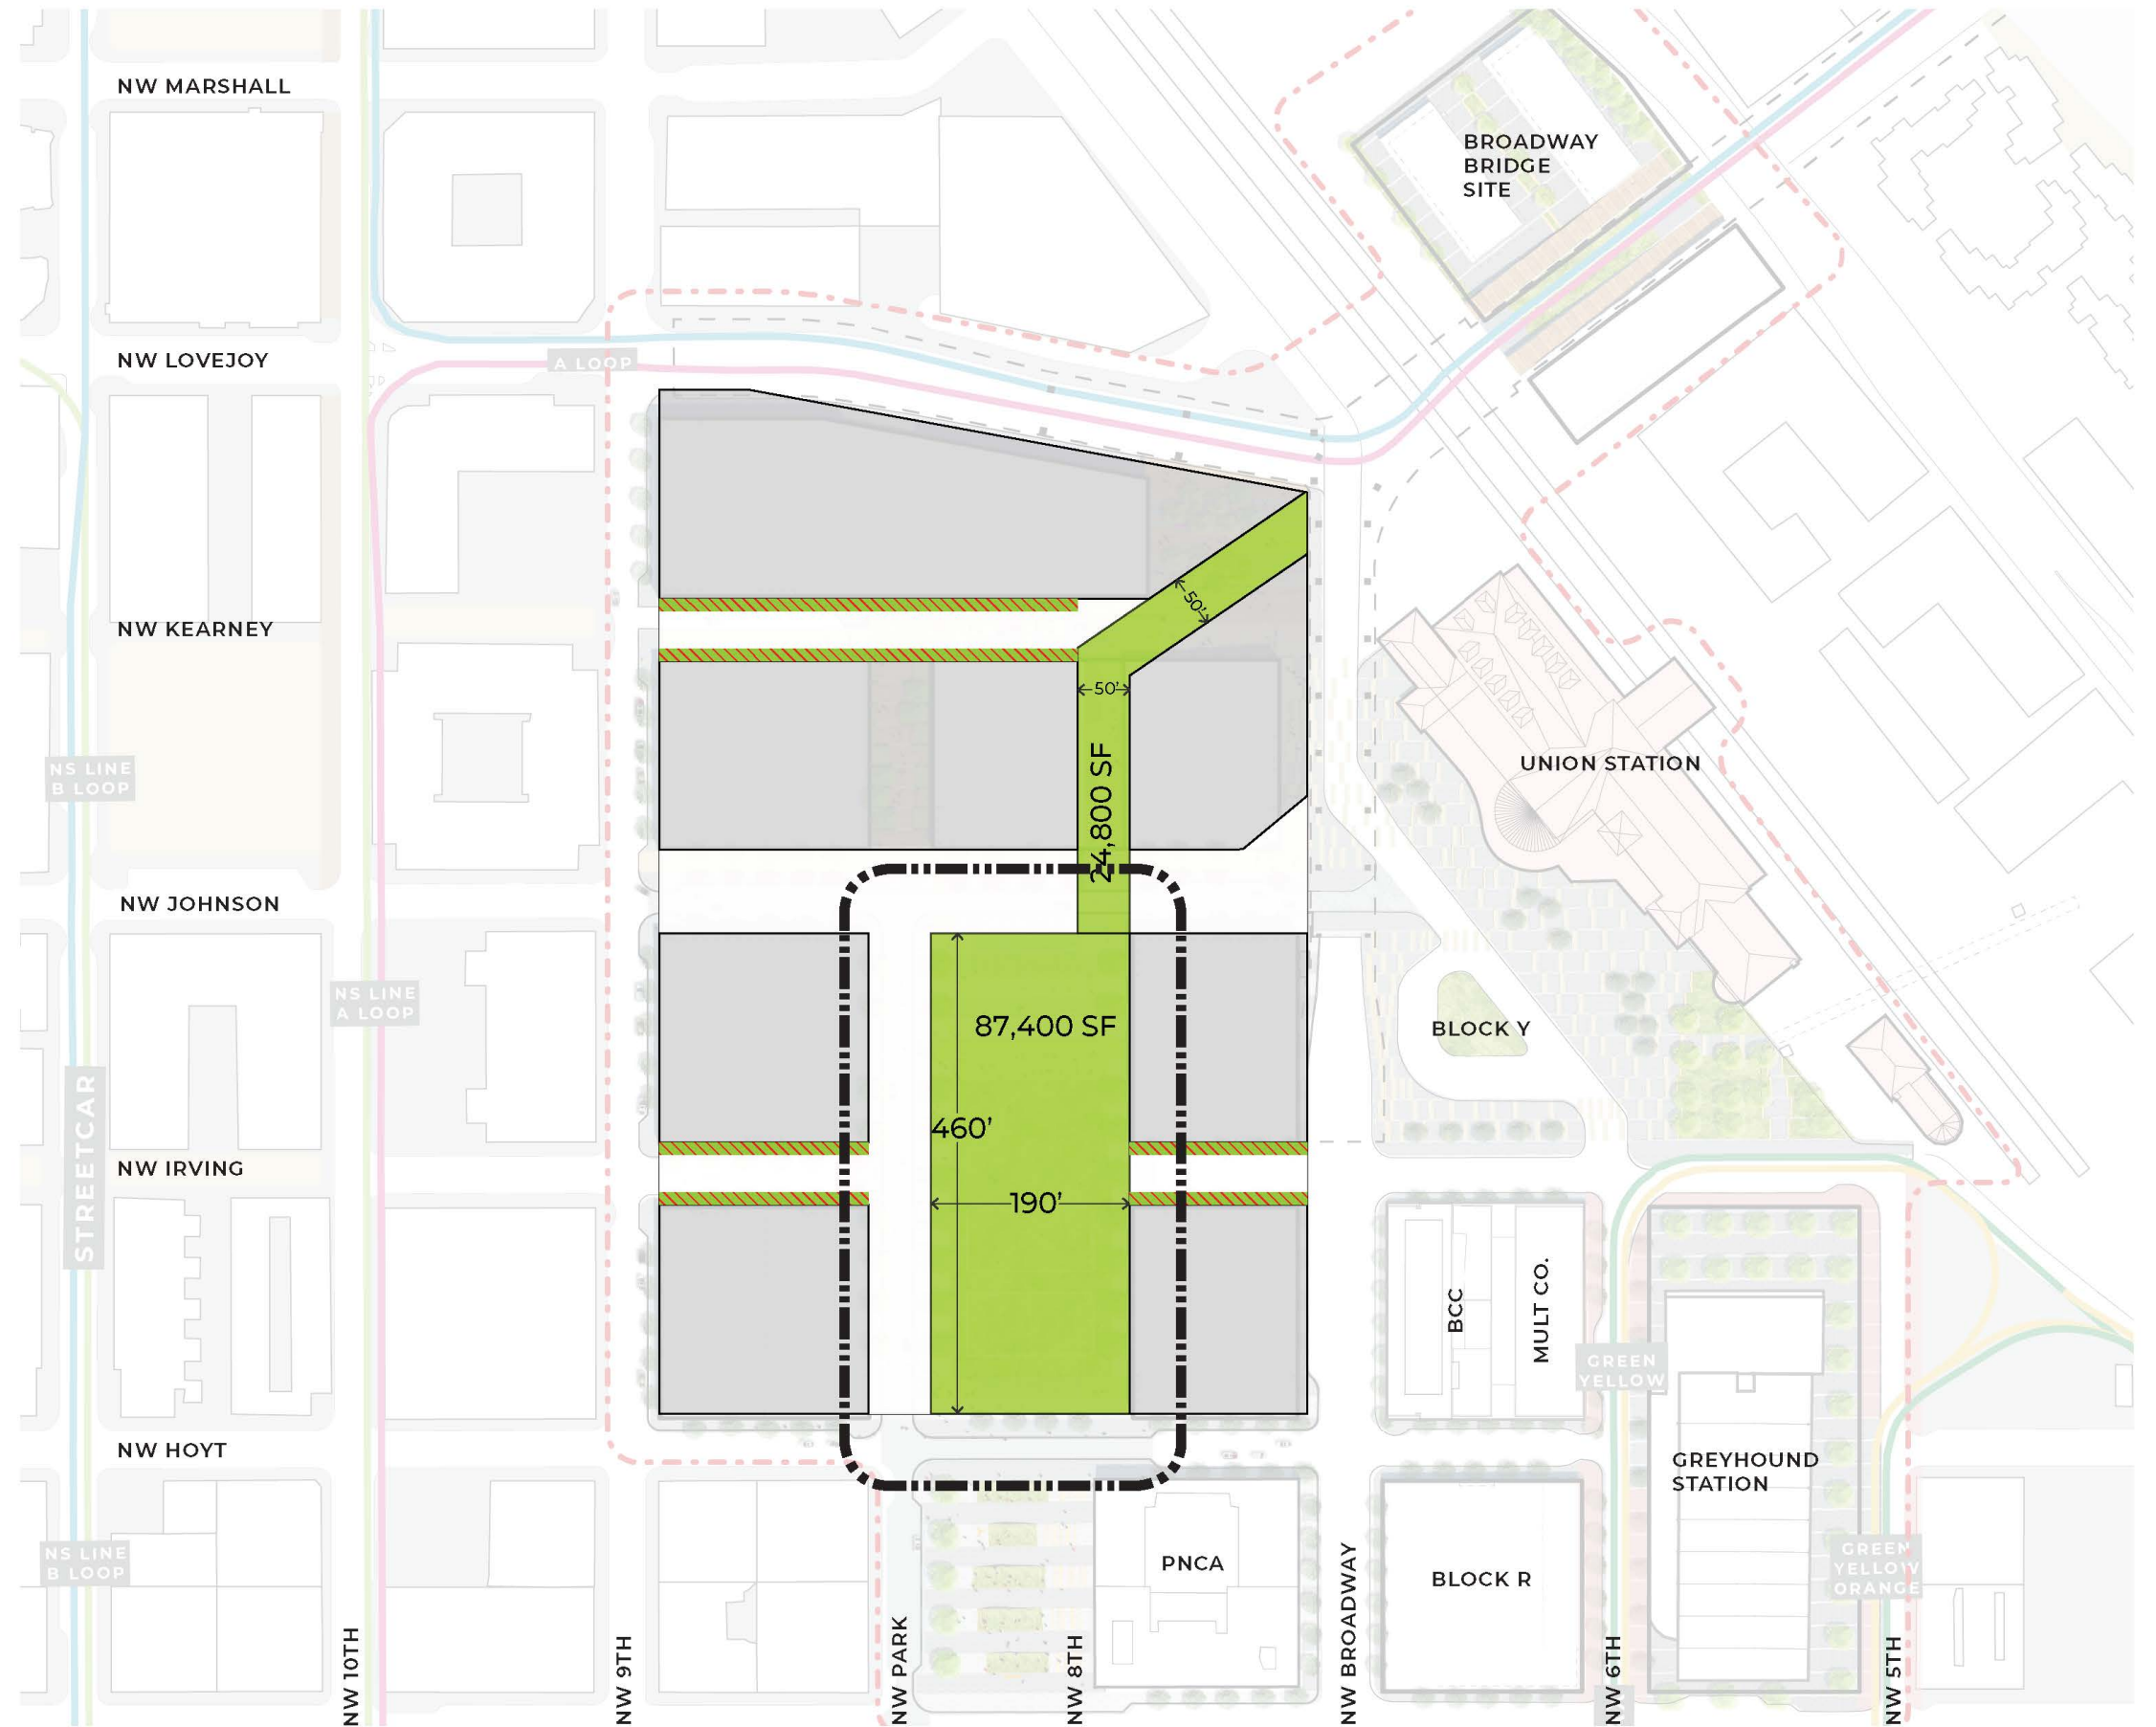 NW MARSHALL
BROADWAY
BRIDGE
SITE
NW LOVEJOY
A LOOP
NW KEARNEY
50'
50'
24,800 SF
UNION STATION
NS LINE
B LOOP
NW JOHNSON
NS LINE
A LOOP
87,400 SF
BLOCK Y
460'
STREETCAR
NW IRVING
190'
BCC
MULT CO.
GREEN
YELLOW
NW HOYT
GREYHOUND
STATION
NS LINE
B LOOP
PNCA
BLOCK R
GREEN
YELLOW
ORANGE
NW 10TH
NW 9TH
NW PARK
NW 8TH
NW BROADWAY
NW 6TH
NW 5TH